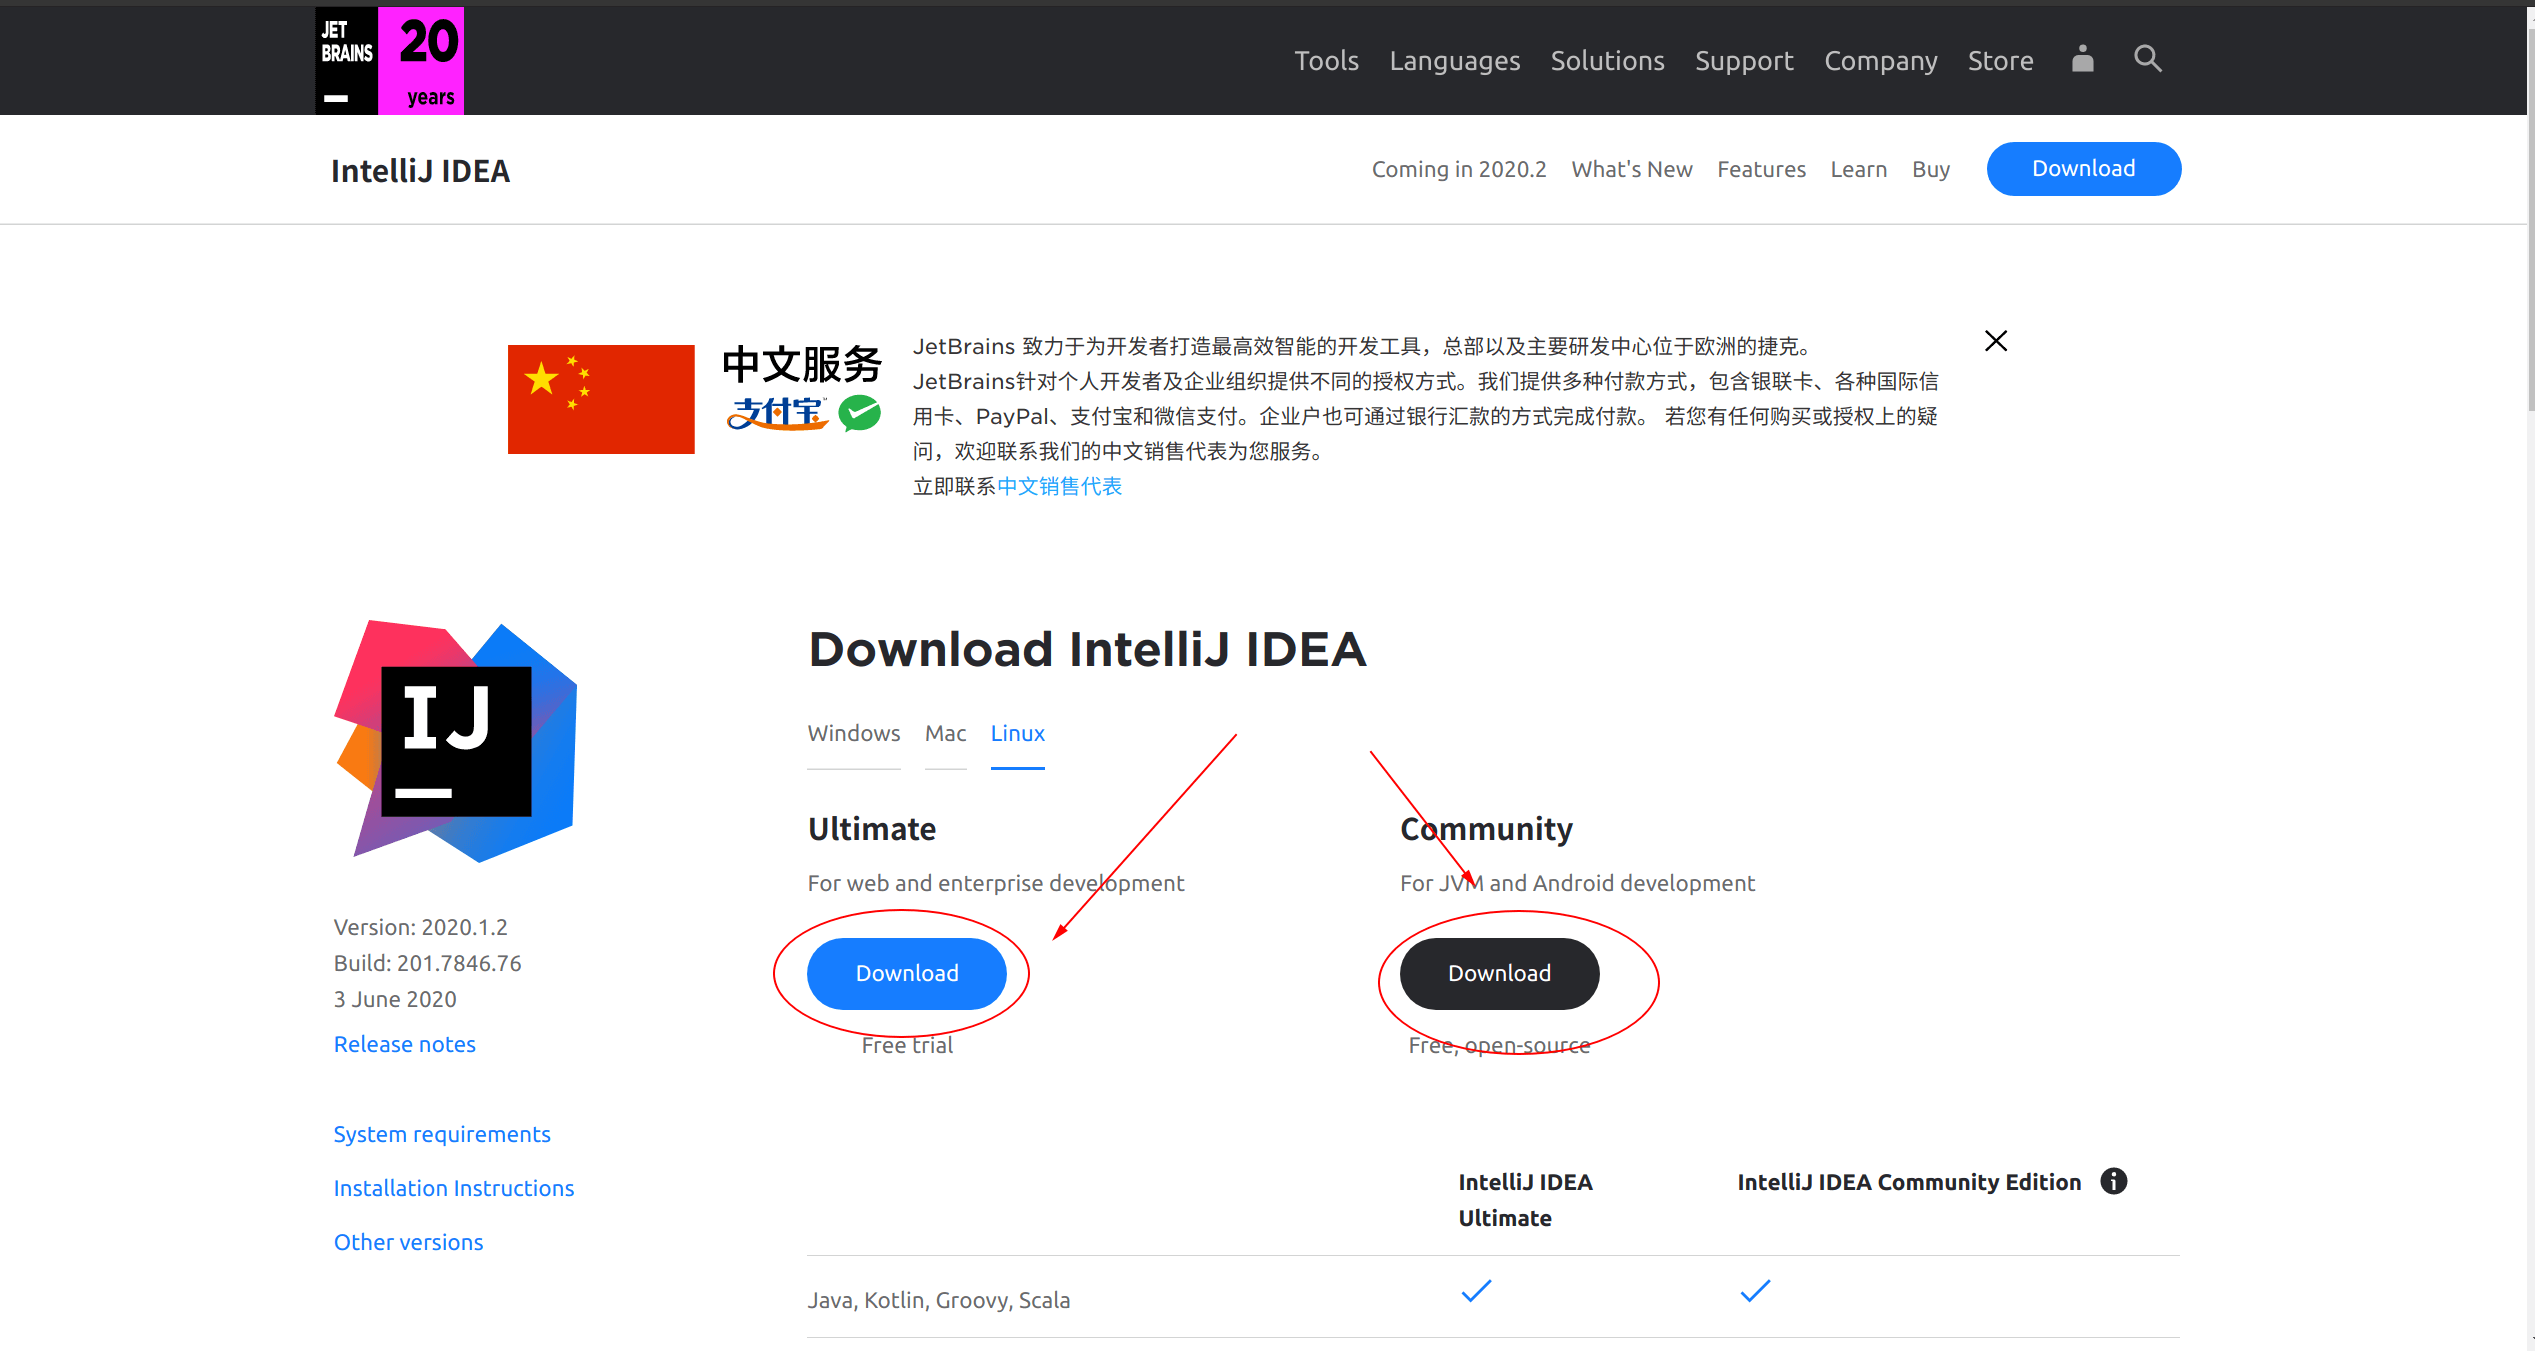 JET
BRAINS
20
years
Tools Languages Solutions Support Company Store
IntelliJ IDEA
Coming in 2020.2 What's New Features Learn Buy Download
中文服务
支付宝
JetBrains 致力于为开发者打造最高效智能的开发工具，总部以及主要研发中心位于欧洲的捷克。
JetBrains针对个人开发者及企业组织提供不同的授权方式。我们提供多种付款方式，包含银联卡、各种国际信
用卡、PayPal、支付宝和微信支付。企业户也可通过银行汇款的方式完成付款。 若您有任何购买或授权上的疑
问，欢迎联系我们的中文销售代表为您服务。
立即联系中文销售代表
IJ
Version: 2020.1.2
Build: 201.7846.76
3 June 2020
Release notes
System requirements
Installation Instructions
Other versions
Download IntelliJ IDEA
Windows Mac Linux
Ultimate
For web and enterprise development
Download
Free trial
Community
For JVM and Android development
Download
Free, open-source
IntelliJ IDEA
Ultimate
IntelliJ IDEA Community Edition
Java, Kotlin, Groovy, Scala